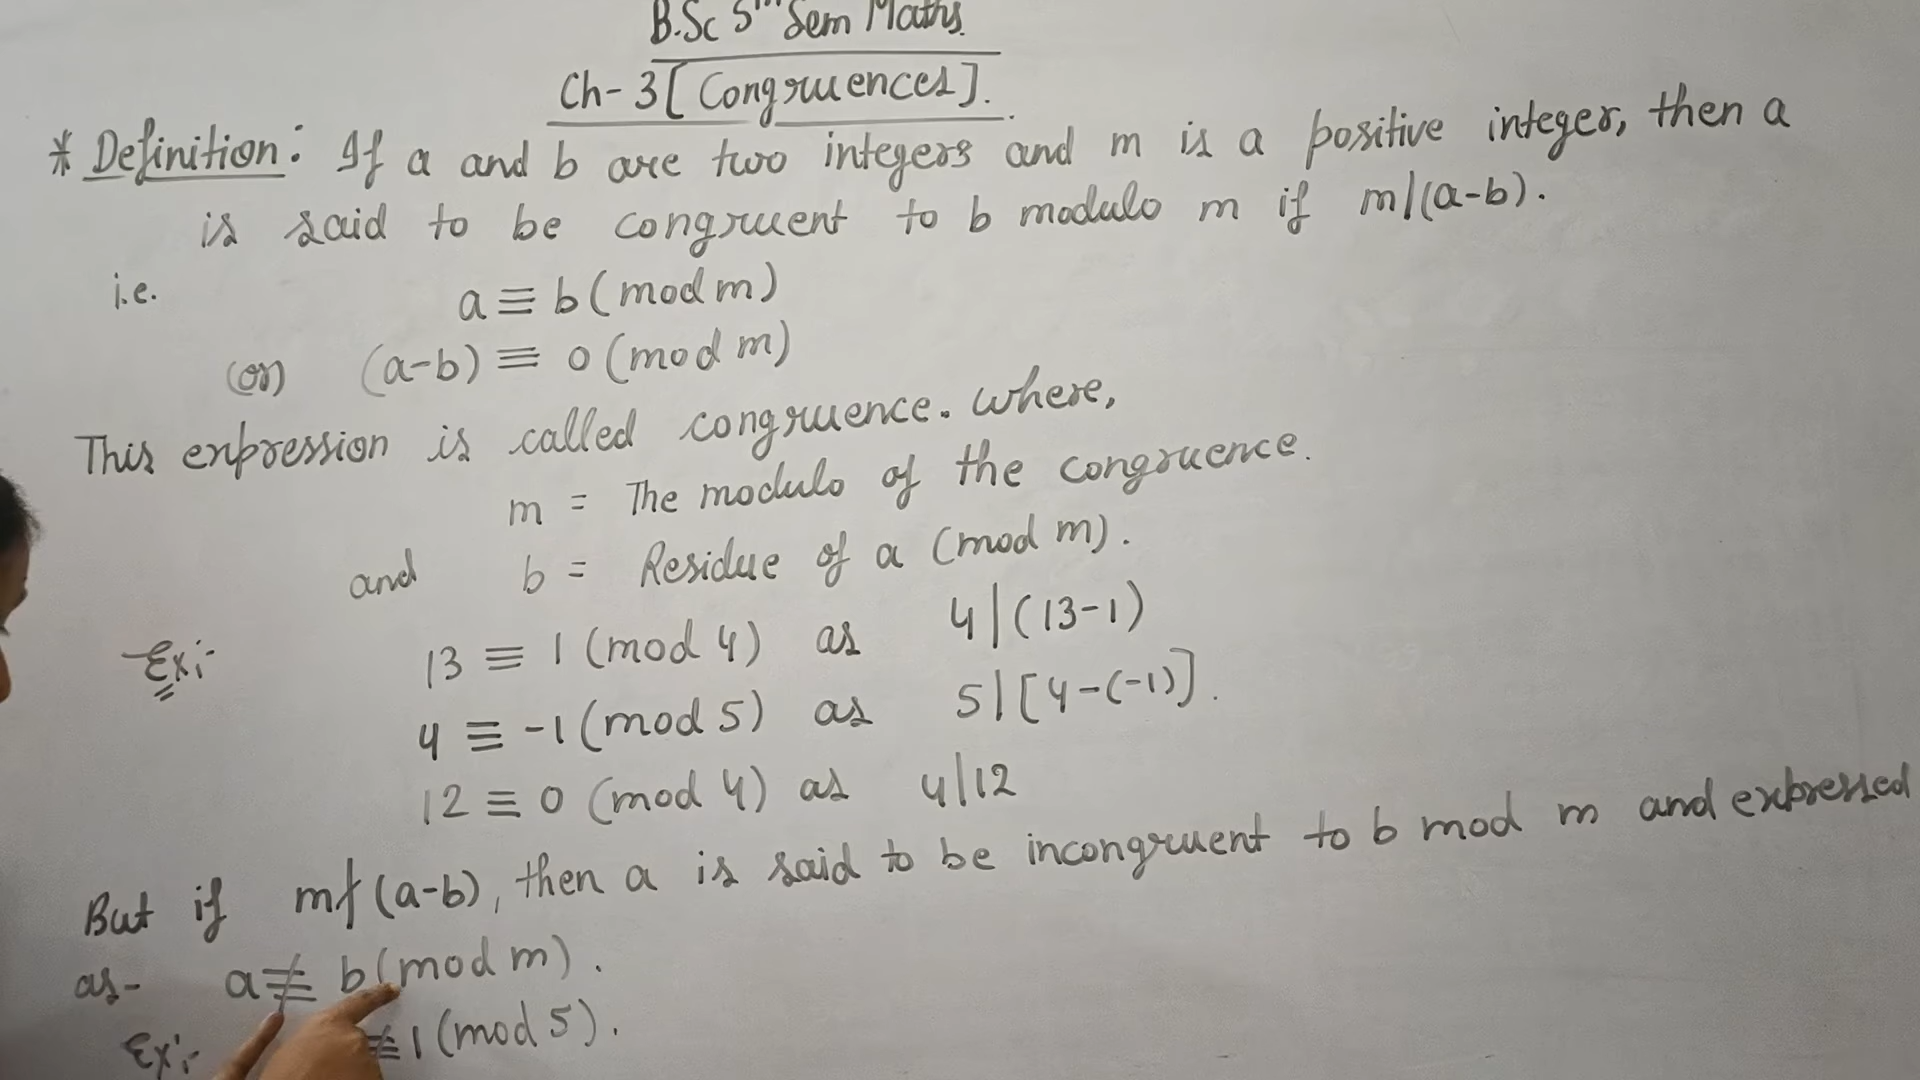 B.Sc 5th Sem Maths.
Ch-3 [Congruences].
* Definition: If a and b are two integers and m is a positive integer, then a
is said to be congruent to b modulo m if m|(a-b).
i.e. a ≡ b (mod m)
(or) (a-b) ≡ 0 (mod m)
This expression is called congruence. where,
m = The modulo of the congruence.
and b = Residue of a (mod m).
Ex:- 13 ≡ 1 (mod 4) as 4|(13-1)
4 ≡ -1 (mod 5) as 5|[4-(-1)].
12 ≡ 0 (mod 4) as 4|12
But if m∤(a-b), then a is said to be incongruent to b mod m and expressed
as- a ≢ b (mod m).
Ex:- ≢ 1 (mod 5).